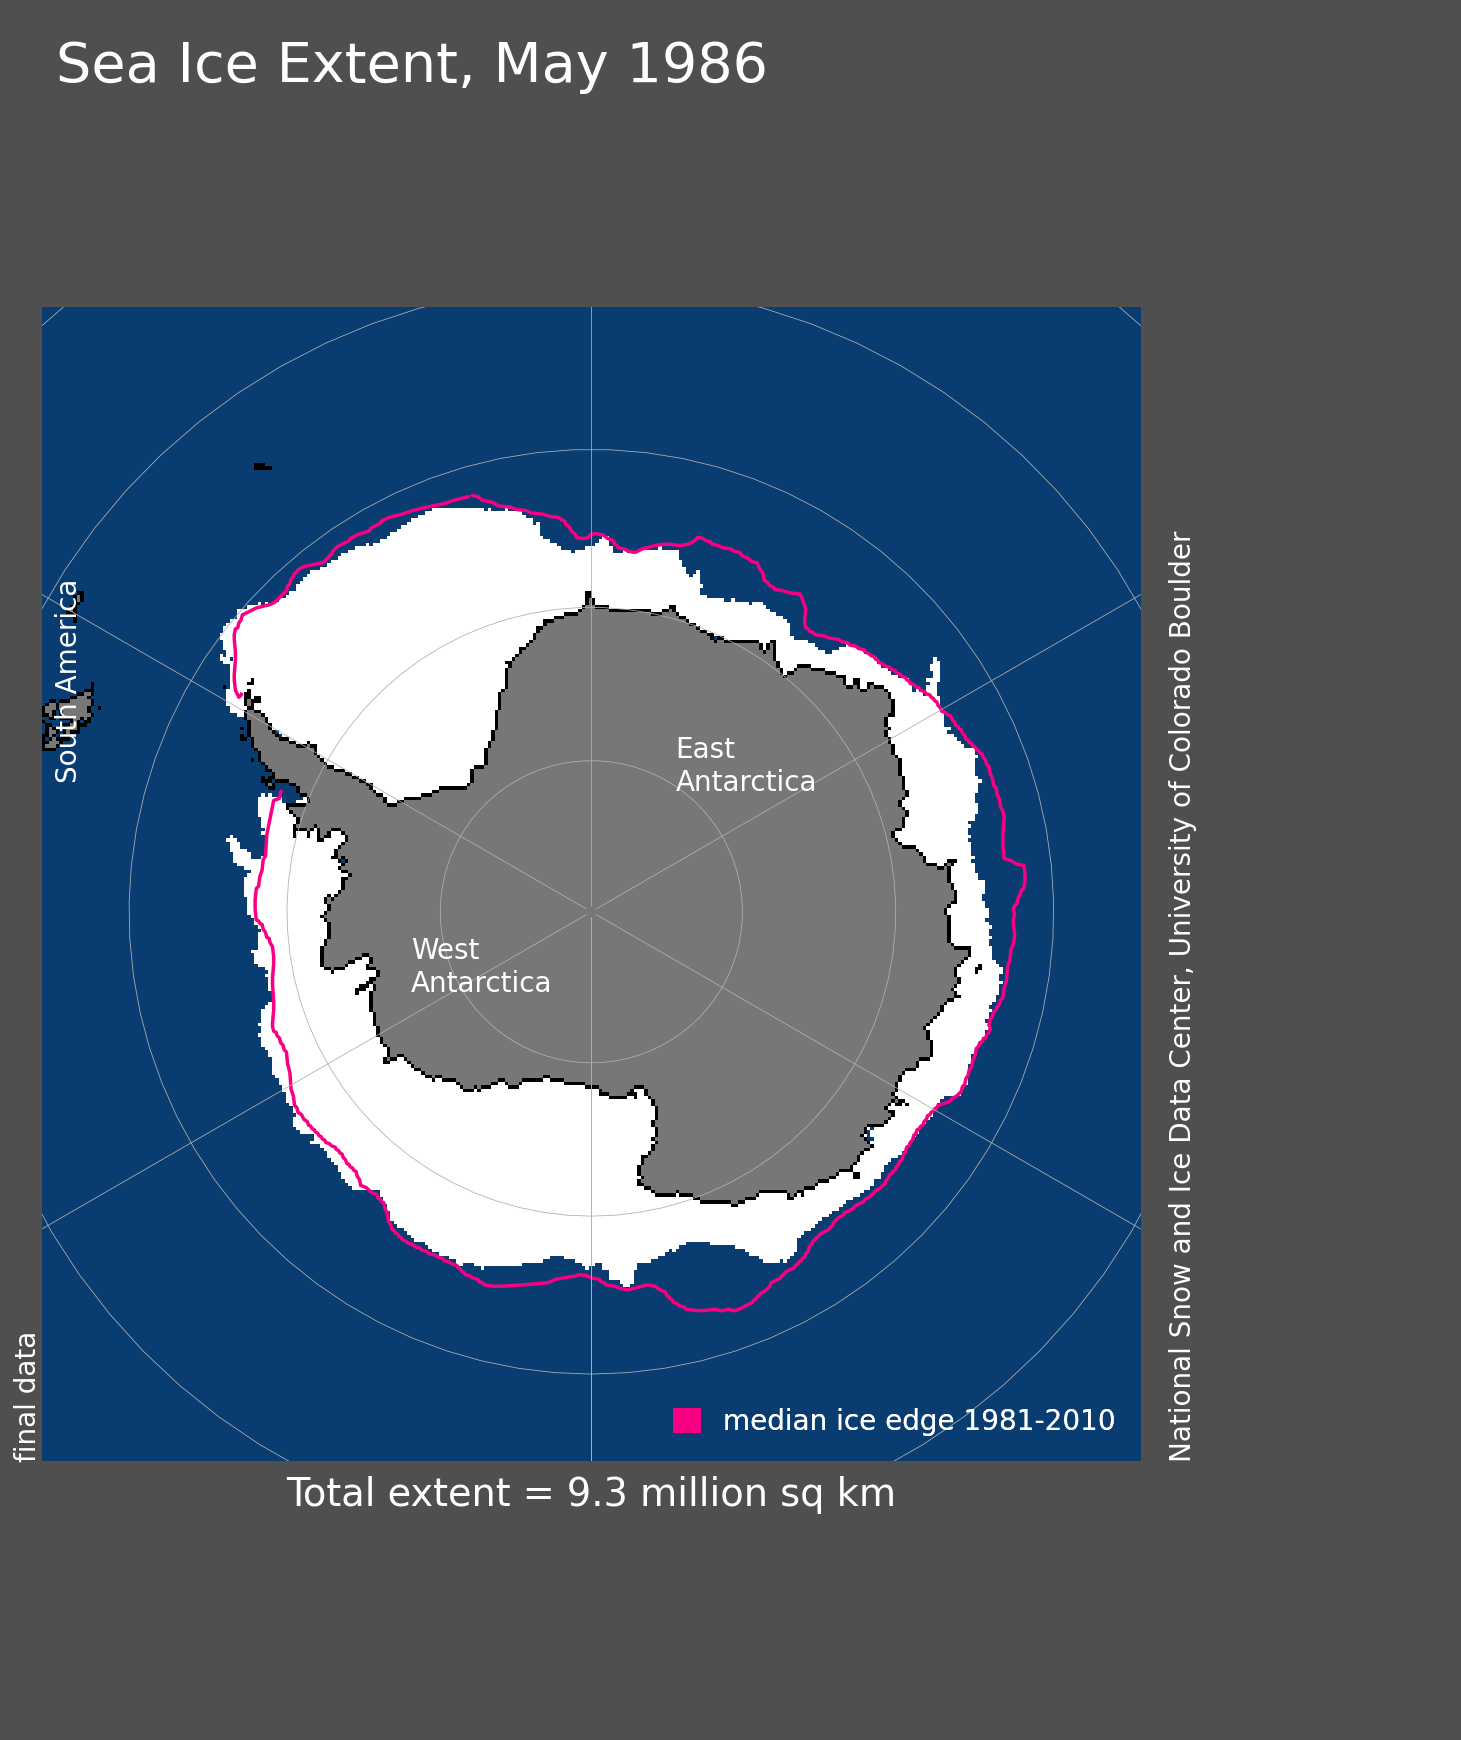 Sea Ice Extent, May 1986
South America
East
Antarctica
West
Antarctica
final data
median ice edge 1981-2010
National Snow and Ice Data Center, University of Colorado Boulder
Total extent = 9.3 million sq km